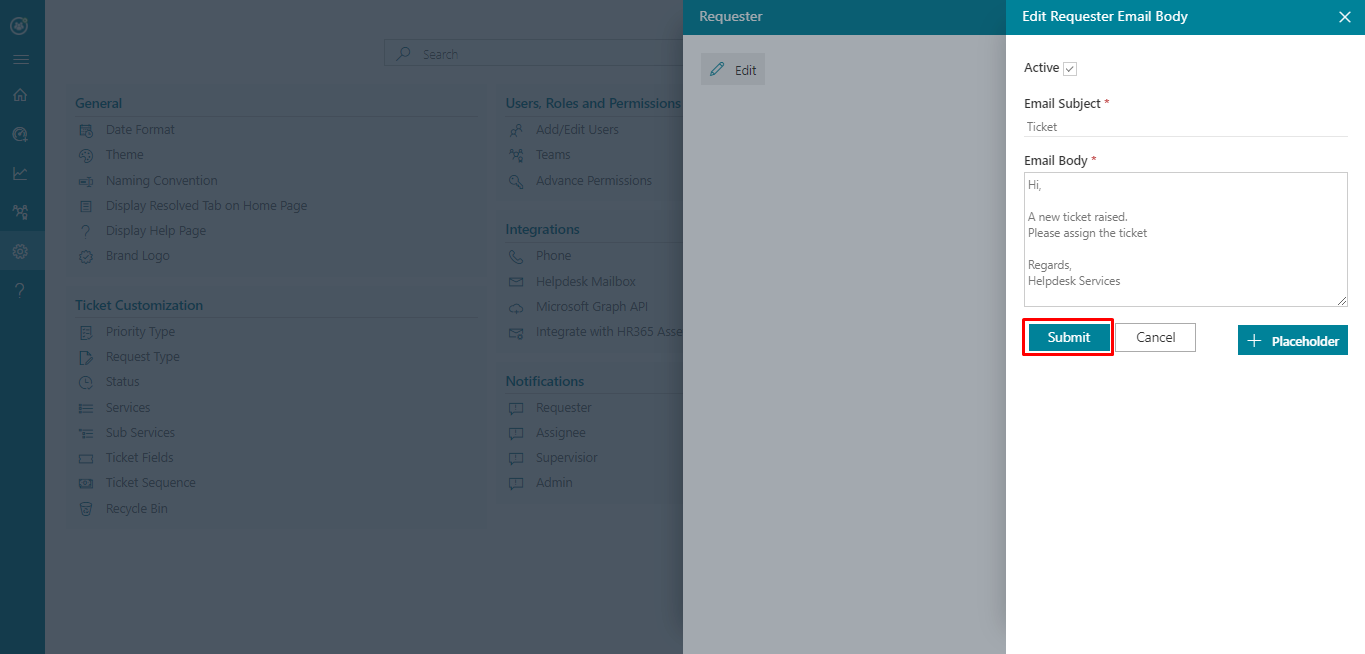 Requester
Edit Requester Email Body
Search
Edit
General
Date Format
Theme
Naming Convention
Display Resolved Tab on Home Page
Display Help Page
Brand Logo
Ticket Customization
Priority Type
Request Type
Status
Services
Sub Services
Ticket Fields
Ticket Sequence
Recycle Bin
Users, Roles and Permissions
Add/Edit Users
Teams
Advance Permissions
Integrations
Phone
Helpdesk Mailbox
Microsoft Graph API
Integrate with HR365 Asse
Notifications
Requester
Assignee
Supervisior
Admin
Active
Email Subject *
Ticket
Email Body *
Hi,
A new ticket raised.
Please assign the ticket
Regards,
Helpdesk Services
Submit
Cancel
Placeholder